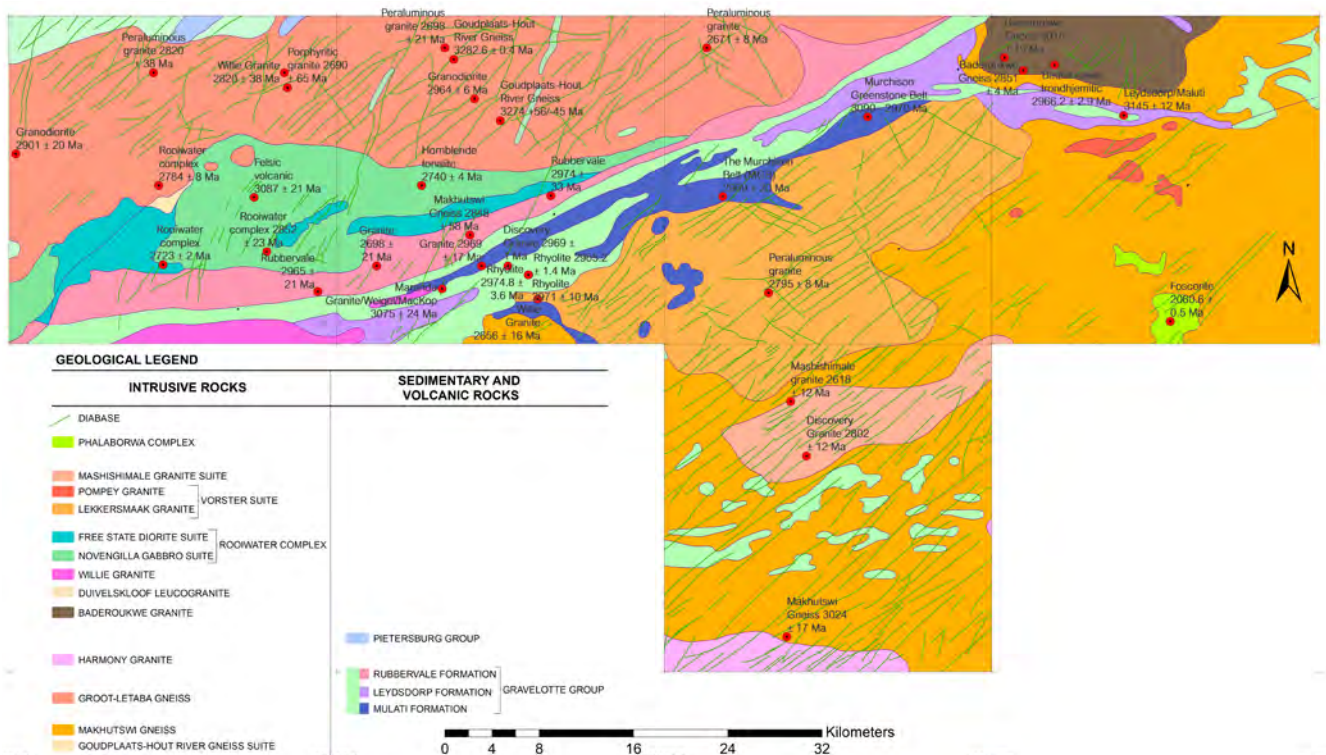 Peraluminous
granite 2820
± 38 Ma
Willie Granite
2820 ± 38 Ma
Porphyritic
granite 2690
± 65 Ma
Peraluminous
granite 2698
± 21 Ma
Goudplaats-Hout
River Gneiss
3282.6 ± 0.4 Ma
Granodiorite
2964 ± 6 Ma
Goudplaats-Hout
River Gneiss
3274 +56/-45 Ma
Peraluminous
granite
2671 ± 8 Ma
Murchison
Greenstone Belt
Gneiss 2851
± 4 Ma
trondhjemitic
2966.2 ± 2.9 Ma
Leydsdorp/Maluti
3145 ± 12 Ma
Granodiorite
2901 ± 20 Ma
Rooiwater
complex
2784 ± 8 Ma
Felsic
volcanic
3087 ± 21 Ma
Hornblende
tonalite
2740 ± 4 Ma
Rubbervale
2974 ±
33 Ma
The Murchison
Rooiwater
complex
2723 ± 2 Ma
Rooiwater
complex 2852
± 23 Ma
Rubbervale
2965 ±
21 Ma
Granite
2698 ±
21 Ma
Makhutswi
Gneiss 2848
± 58 Ma
Granite 2969
± 17 Ma
Discovery
Granite 2969 ±
Rhyolite
± 1.4 Ma
Rhyolite
2974.8 ±
3.6 Ma
Rhyolite
2971 ± 10 Ma
Granite/Weigel/MacKop
3075 ± 24 Ma
Willie
Granite
2656 ± 16 Ma
Peraluminous
granite
2795 ± 8 Ma
Foscorite
2060.6 ±
0.5 Ma
N
Mashishimale
granite 2618
± 12 Ma
Discovery
Granite 2802
± 12 Ma
Makhutswi
Gneiss 3024
± 17 Ma
GEOLOGICAL LEGEND
INTRUSIVE ROCKS
DIABASE
PHALABORWA COMPLEX
MASHISHIMALE GRANITE SUITE
POMPEY GRANITE
LEKKERSMAAK GRANITE
VORSTER SUITE
FREE STATE DIORITE SUITE
NOVENGILLA GABBRO SUITE
ROOIWATER COMPLEX
WILLIE GRANITE
DUIVELSKLOOF LEUCOGRANITE
BADEROUKWE GRANITE
HARMONY GRANITE
GROOT-LETABA GNEISS
MAKHUTSWI GNEISS
GOUDPLAATS-HOUT RIVER GNEISS SUITE
SEDIMENTARY AND
VOLCANIC ROCKS
PIETERSBURG GROUP
RUBBERVALE FORMATION
LEYDSDORP FORMATION
MULATI FORMATION
GRAVELOTTE GROUP
Kilometers
0 2 4 8 16 24 32